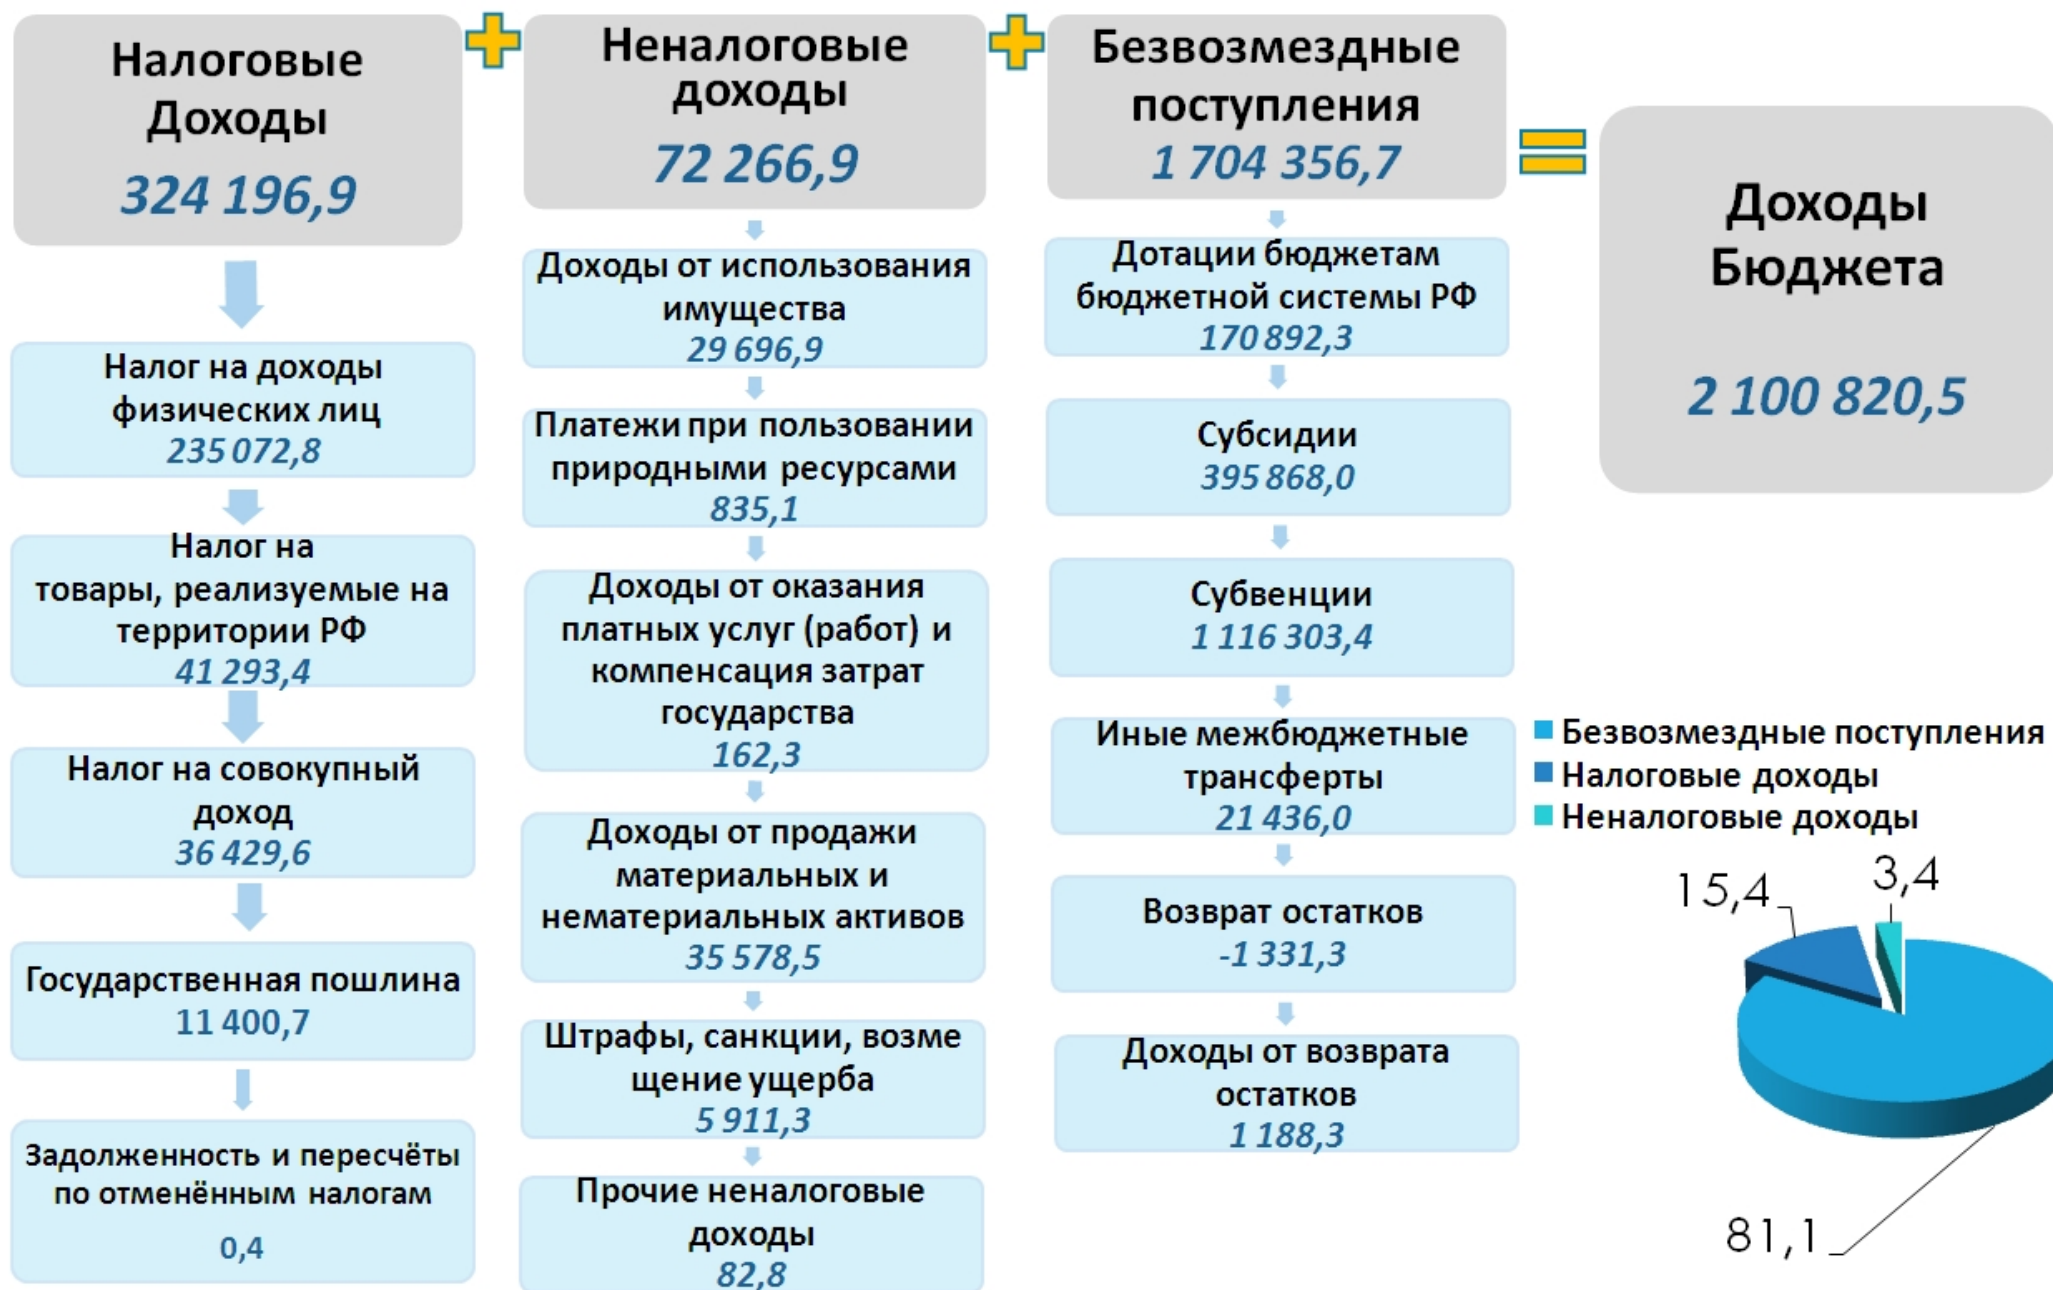 Налоговые
Доходы
324 196,9
Налог на доходы
физических лиц
235 072,8
Налог на
товары, реализуемые на
территории РФ
41 293,4
Налог на совокупный
доход
36 429,6
Государственная пошлина
11 400,7
Задолженность и пересчёты
по отменённым налогам
0,4
Неналоговые
доходы
72 266,9
Доходы от использования
имущества
29 696,9
Платежи при пользовании
природными ресурсами
835,1
Доходы от оказания
платных услуг (работ) и
компенсация затрат
государства
162,3
Доходы от продажи
материальных и
нематериальных активов
35 578,5
Штрафы, санкции, возме
щение ущерба
5 911,3
Прочие неналоговые
доходы
82,8
Безвозмездные
поступления
1 704 356,7
Дотации бюджетам
бюджетной системы РФ
170 892,3
Субсидии
395 868,0
Субвенции
1 116 303,4
Иные межбюджетные
трансферты
21 436,0
Возврат остатков
-1 331,3
Доходы от возврата
остатков
1 188,3
Доходы
Бюджета
2 100 820,5
Безвозмездные поступления
Налоговые доходы
Неналоговые доходы
15,4
3,4
81,1